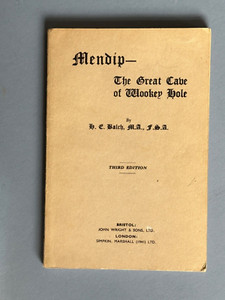 Mendip—
The Great Cave
of Wookey Hole
By
H. E. Balch, M.A., F.S.A.
THIRD EDITION
BRISTOL:
JOHN WRIGHT & SONS, LTD.
LONDON:
SIMPKIN, MARSHALL (1941) LTD.